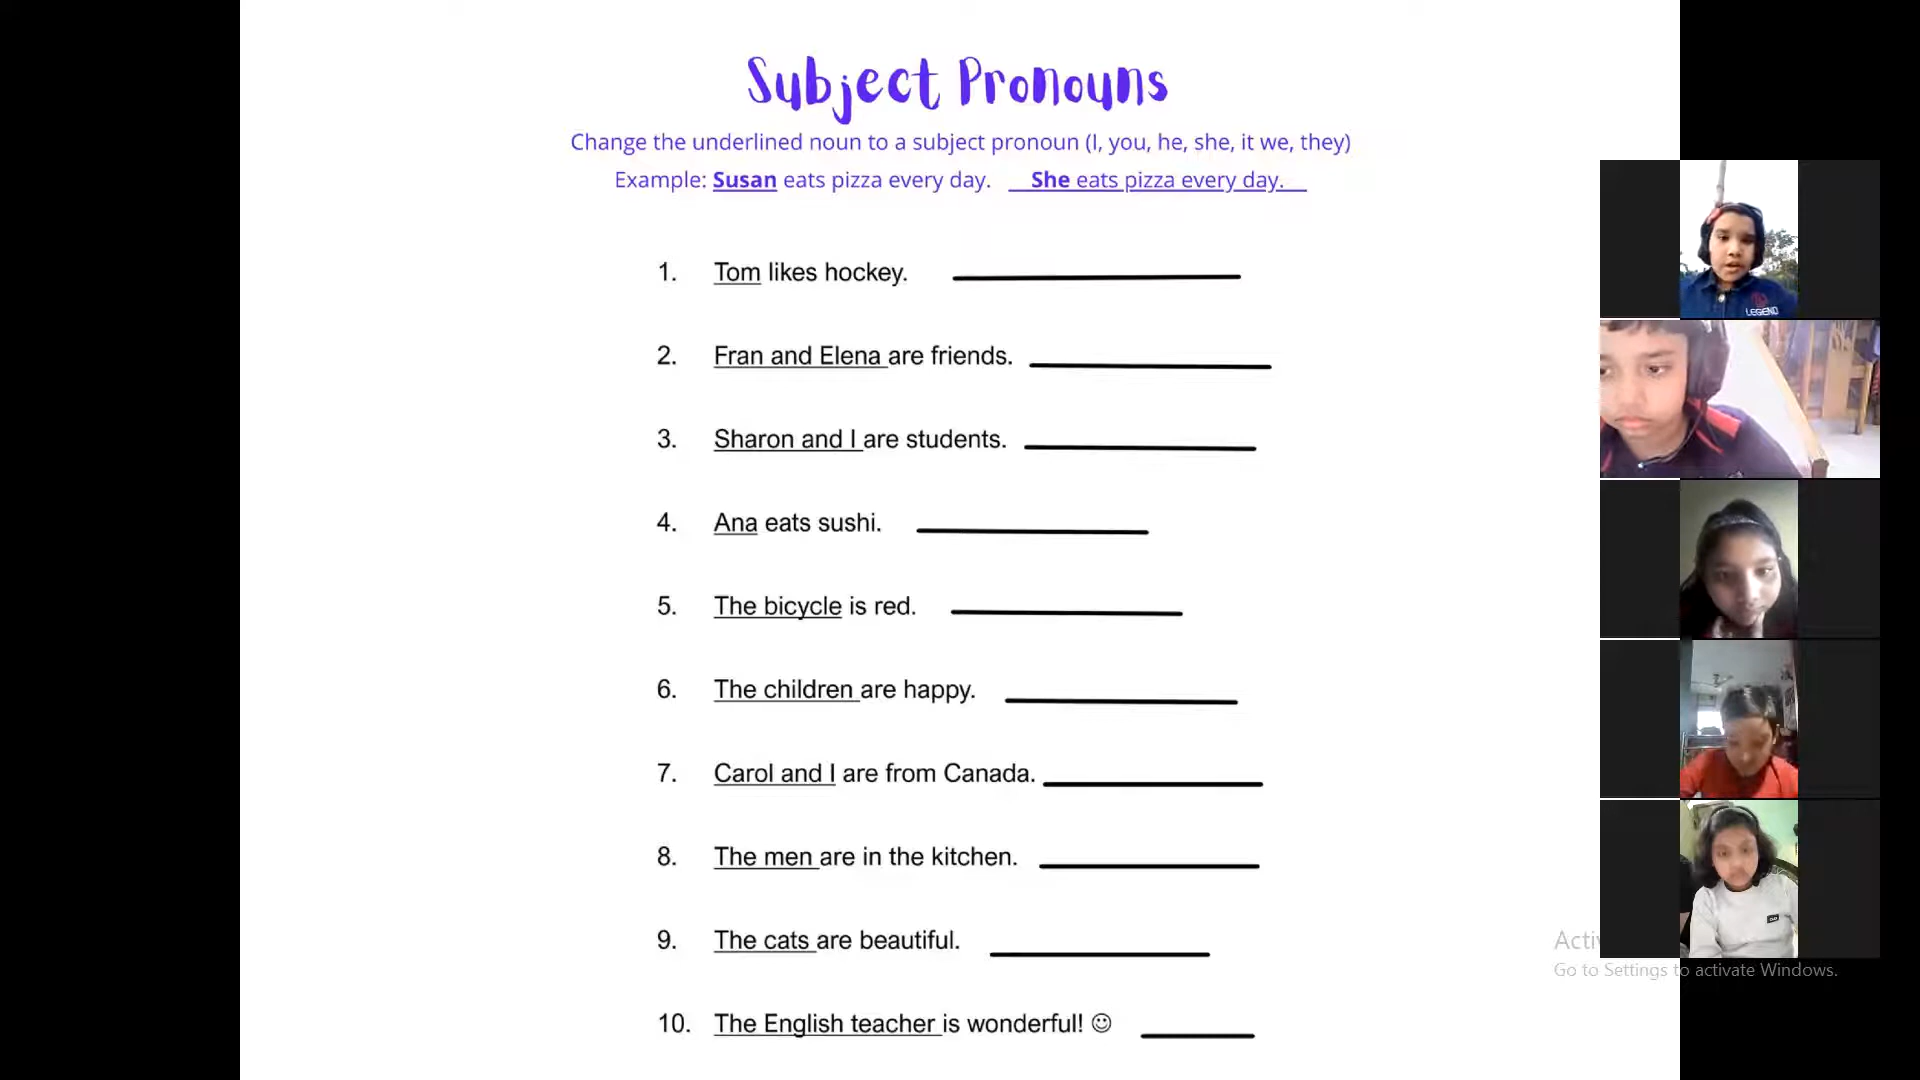 Subject Pronouns
Change the underlined noun to a subject pronoun (I, you, he, she, it we, they)
Example: Susan eats pizza every day. She eats pizza every day.
1. Tom likes hockey.
2. Fran and Elena are friends.
3. Sharon and I are students.
4. Ana eats sushi.
5. The bicycle is red.
6. The children are happy.
7. Carol and I are from Canada.
8. The men are in the kitchen.
9. The cats are beautiful.
10. The English teacher is wonderful! ☺
LEGEND
Go to Settings to activate Windows.